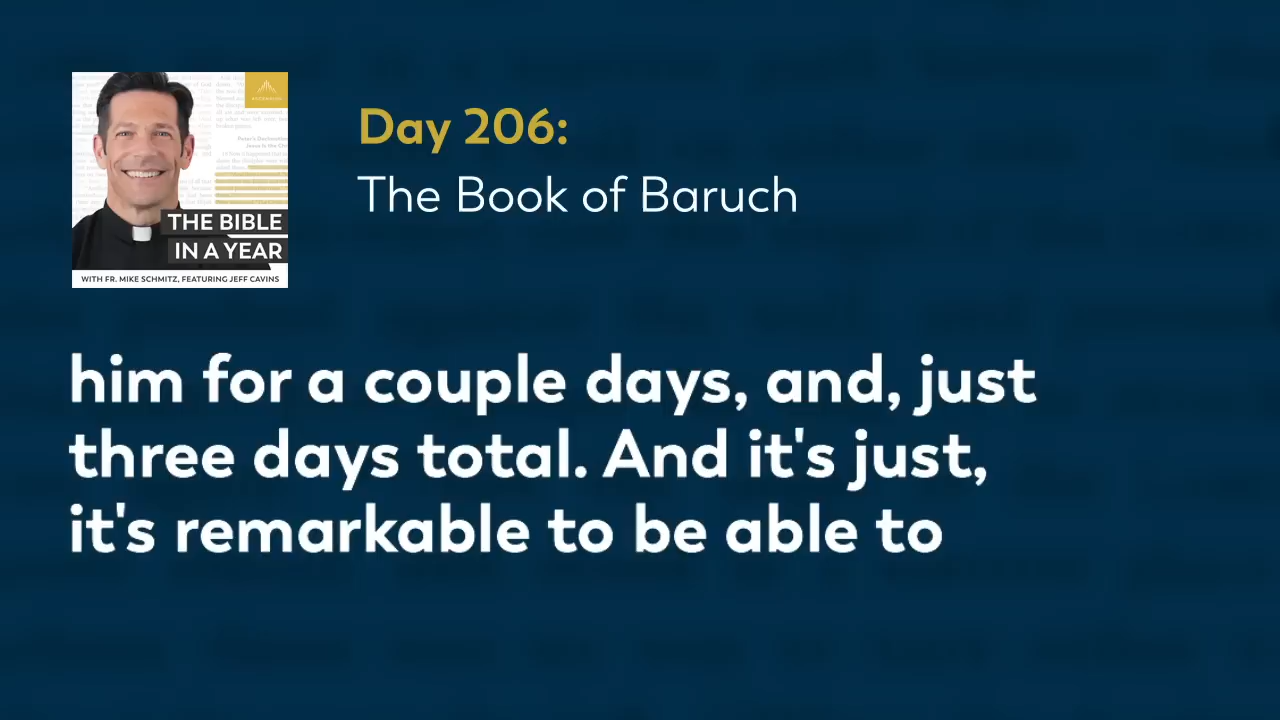 Day 206:
The Book of Baruch
THE BIBLE
IN A YEAR
WITH FR. MIKE SCHMITZ, FEATURING JEFF CAVINS
him for a couple days, and, just
three days total. And it's just,
it's remarkable to be able to